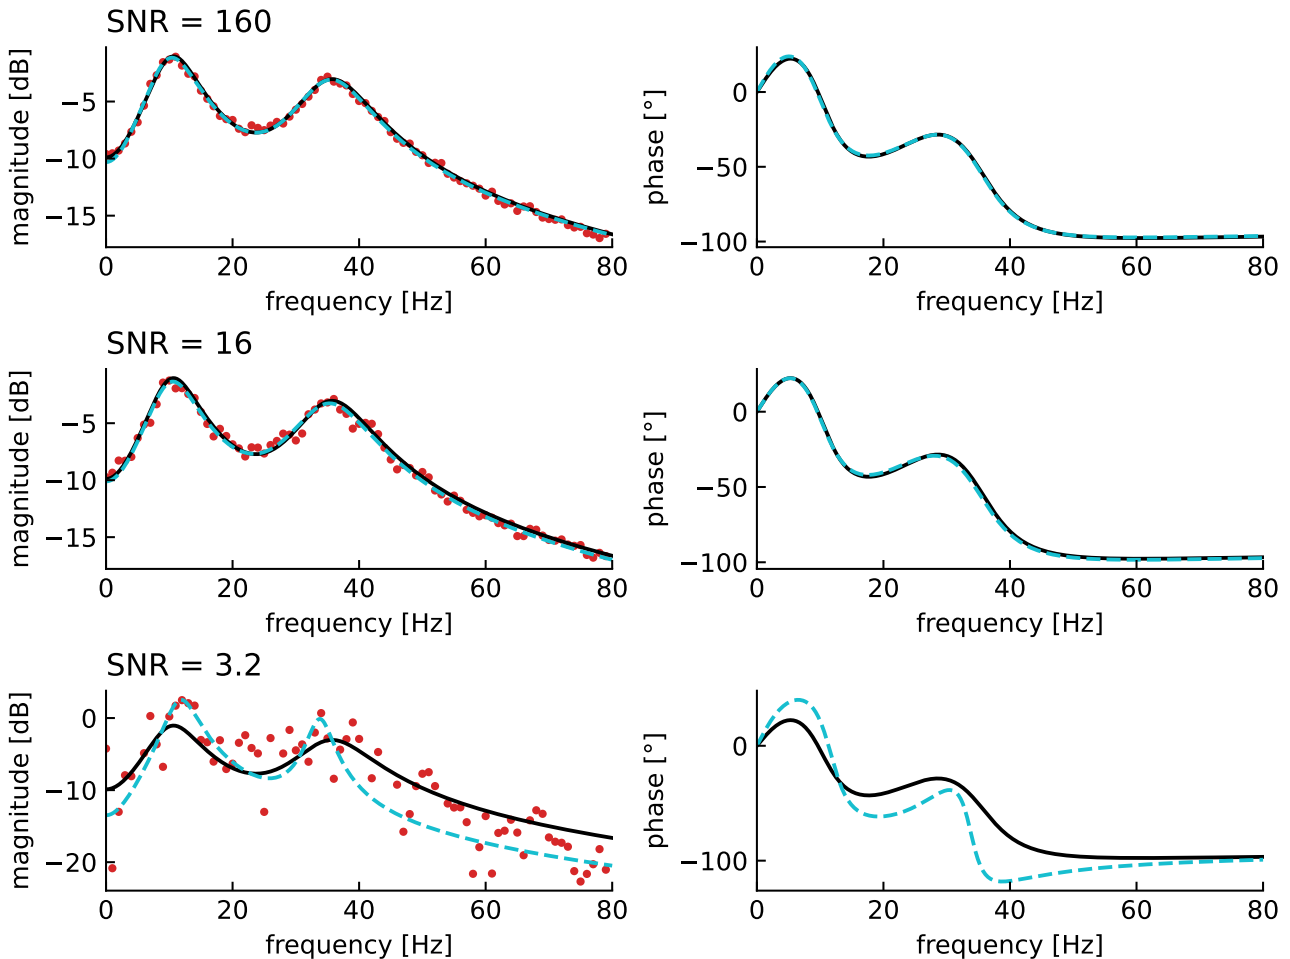 SNR = 160
magnitude [dB]
−5
−10
−15
0 20 40 60 80
frequency [Hz]
phase [°]
0
−50
−100
0 20 40 60 80
frequency [Hz]
SNR = 16
magnitude [dB]
−5
−10
−15
0 20 40 60 80
frequency [Hz]
phase [°]
0
−50
−100
0 20 40 60 80
frequency [Hz]
SNR = 3.2
magnitude [dB]
0
−10
−20
0 20 40 60 80
frequency [Hz]
phase [°]
0
−100
0 20 40 60 80
frequency [Hz]